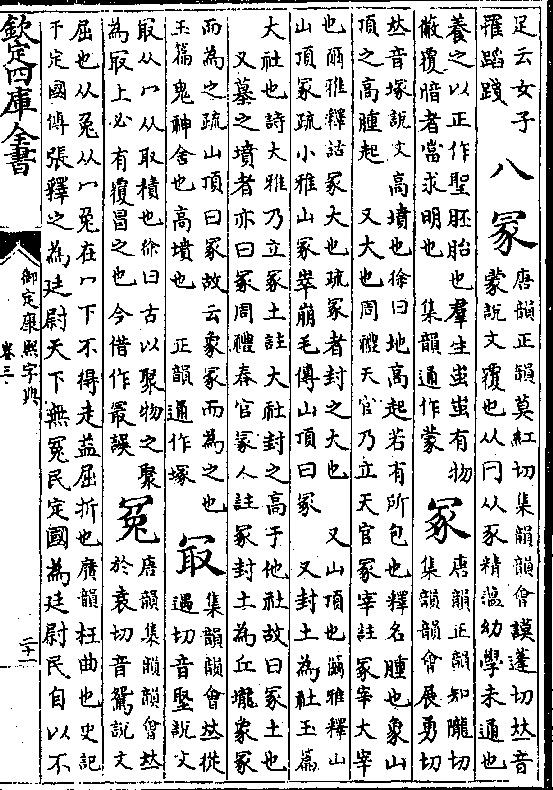 足云女子
罹蹈踐 八 冡 唐韻正韻莫紅切集韻韻會謨蓬切𠀤音
蒙說文覆也从冃从豕精薀幼學未通也
養之以正作聖胚胎也羣生蚩蚩有物
蔽覆暗者當求明也 集韻通作蒙 冢 唐韻正韻知隴切
集韻韻會展勇切
𠀤音塚說文高墳也徐曰地高起若有所包也釋名腫也象山
頂之高腫起 又大也周禮天官乃立天官冢宰註冢宰大宰
也爾雅釋詁冢大也疏冢者封之大也 又山頂也爾雅釋山
山頂冢疏小雅山冢崒崩毛傳山頂曰冢 又封土為社玉篇
大社也詩大雅乃立冢土註大社封之高于他社故曰冢土也
又墓之墳者亦曰冢周禮春官冢人註冢封土為丘壠象冢
而為之疏山頂曰冢故云象冢而為之也
玉篇鬼神舍也高墳也 正韻通作塚 冣 集韻韻會𠀤從
遇切音堅說文
冣从冖从取積也徐曰古以聚物之聚
為冣上必有覆冒之也今借作叢誤 冤 唐韻集韻韻會𠀤
於袁切音鴛說文
屈也从兔从冖兔在冖下不得走益屈折也廣韻枉曲也史記
于定國傳張釋之為廷尉天下無冤民定國為廷尉民自以不
欽定四庫全書
御定康熙字典
卷三
二十一